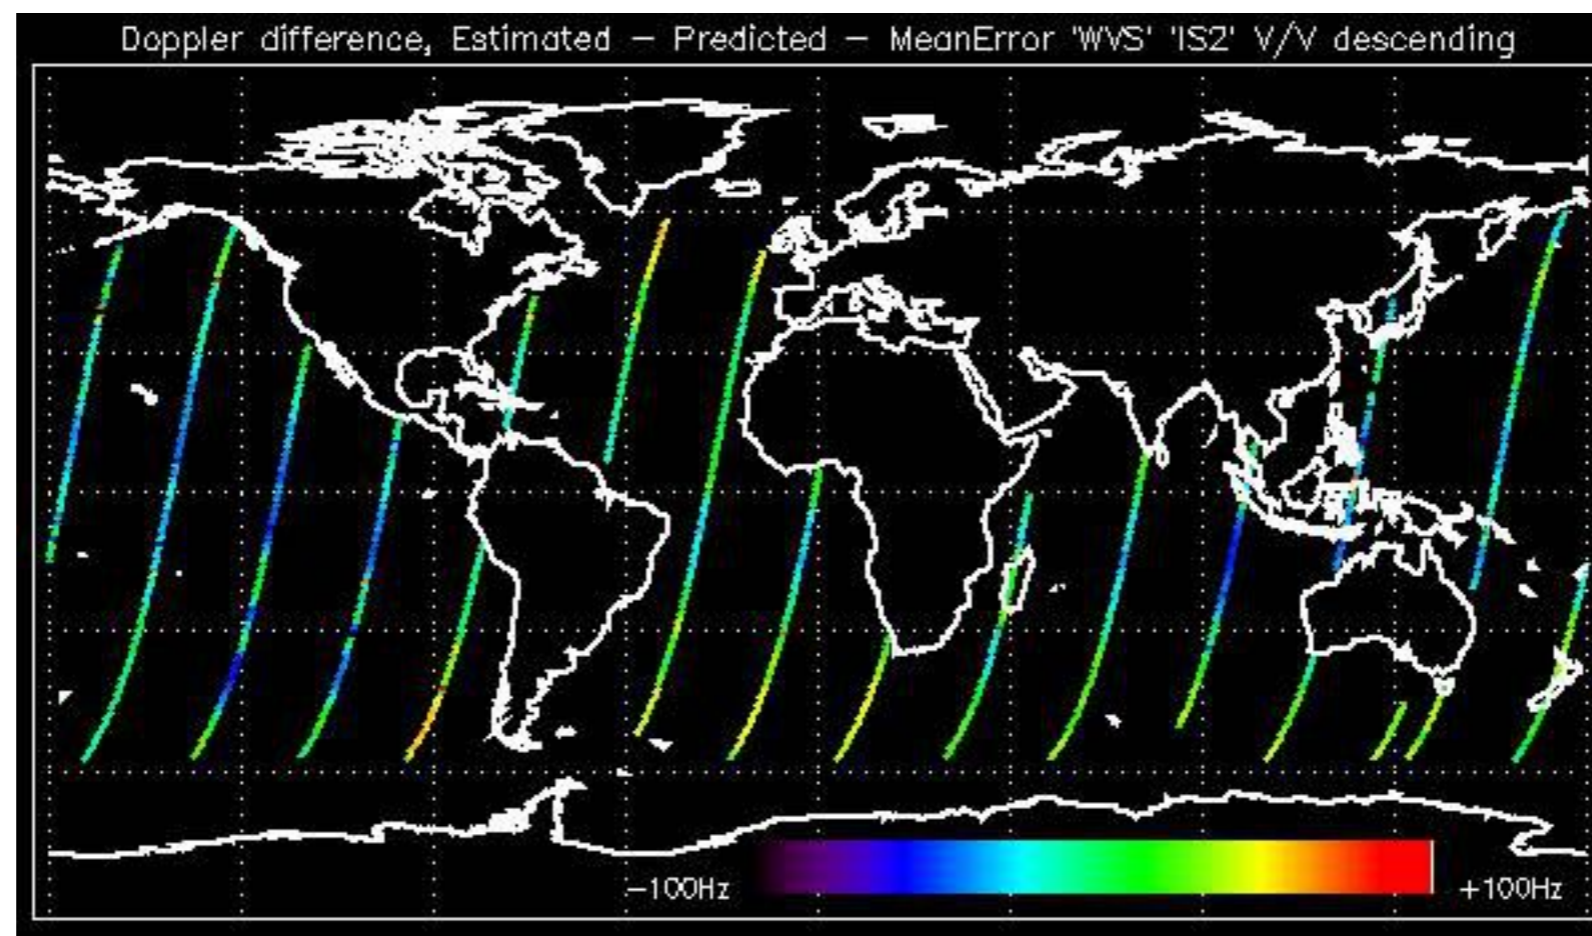 Doppler difference, Estimated – Predicted – MeanError 'WVS' 'IS2' V/V descending
−100Hz
+100Hz